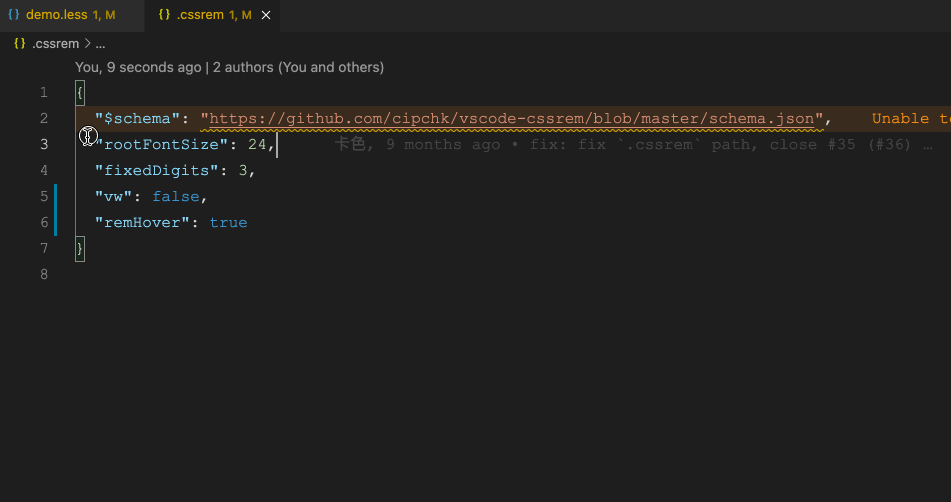 {} demo.less 1, M {} .cssrem 1, M ×
{} .cssrem > ...
You, 9 seconds ago | 2 authors (You and others)
1 {
2 "$schema": "https://github.com/cipchk/vscode-cssrem/blob/master/schema.json", Unable to
3 "rootFontSize": 24, 卡色, 9 months ago • fix: fix `.cssrem` path, close #35 (#36) …
4 "fixedDigits": 3,
5 "vw": false,
6 "remHover": true
7 }
8